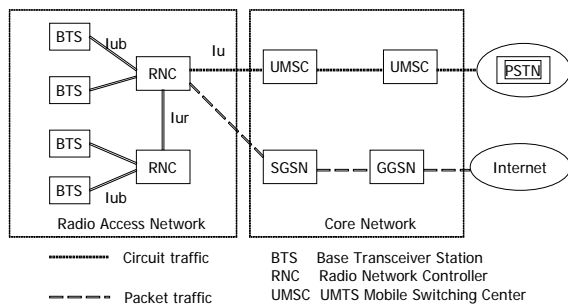 BTS
Iub
Iu
RNC
UMSC
UMSC
PSTN
BTS
Iur
BTS
RNC
SGSN
GGSN
Internet
BTS
Iub
Radio Access Network
Core Network
Circuit traffic
BTS Base Transceiver Station
RNC Radio Network Controller
Packet traffic
UMSC UMTS Mobile Switching Center